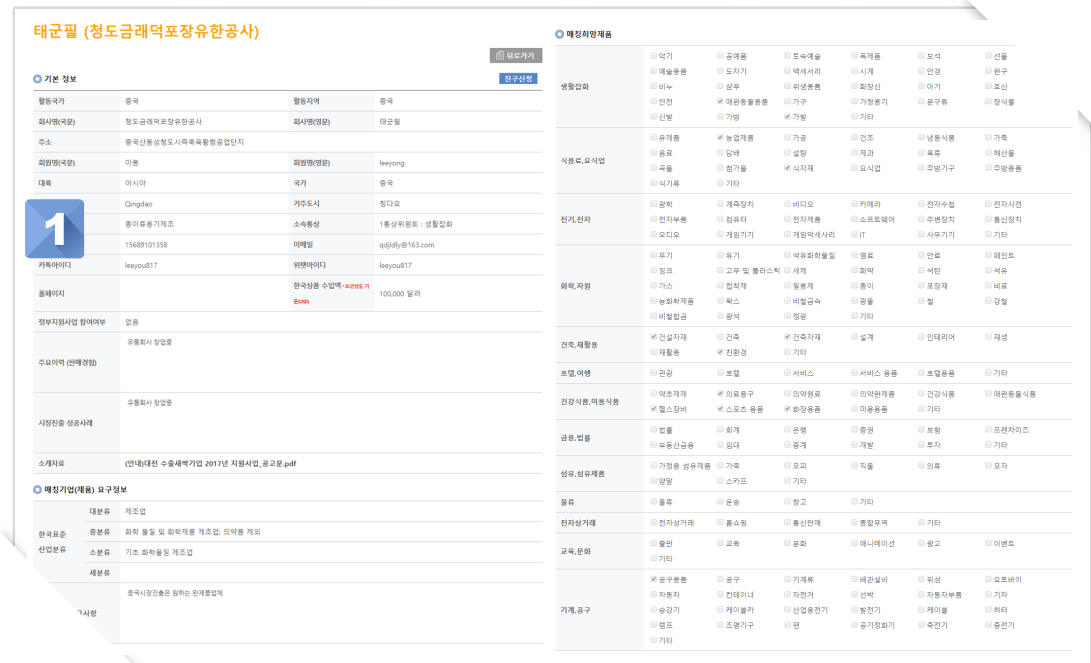 태군필 (청도금래덕포장유한공사)
뒤로가기
기본 정보
친구신청
활동국가 중국 활동지역 중국
회사명(국문) 청도금래덕포장유한공사 회사명(영문) 태군필
주소 중국산동성청도시즉묵육황형공업단지
회원명(국문) 이용 회원명(영문) leeyong
대륙 아시아 국가 중국
Qingdao 거주도시 칭다오
1
종이류용기제조 소속통상 1통상위원회 : 생활잡화
15689101358 이메일 qdjldly@163.com
카톡아이디 leeyou817 위챗아이디 leeyou817
홈페이지 한국상품 수입액 100,000 달러
정부지원사업 참여여부 없음
주요이력 (판매경험) 유통회사 창업중
시장진출 성공사례 유통회사 창업중
소개자료 (안내)대전 수출새싹기업 2017년 지원사업_공고문.pdf
매칭기업(제품) 요구정보
한국표준 산업분류
대분류 제조업
중분류 화학 물질 및 화학제품 제조업; 의약품 제외
소분류 기초 화학물질 제조업
세분류
사항 중국시장진출은 원하는 완제품업체
매칭희망제품
생활잡화
악기 공예품 토속예술 목제품 보석 선물
예술용품 도자기 액세서리 시계 안경 완구
비누 샴푸 위생용품 화장신 아기 호신
안전 애완동물용품 가구 가정용기 문구류 장식물
신발 가방 가발 기타
식음료,요식업
유제품 농업제품 가공 건조 냉동식품 가축
음료 담배 설탕 제과 육류 해산물
곡물 첨가물 식자재 요식업 주방기구 주방용품
식기류 기타
전기,전자
광학 계측장치 비디오 카메라 전자수첩 전자사전
전자부품 컴퓨터 전자제품 소프트웨어 주변장치 통신장치
오디오 게임기기 게임악세사리 IT 사무기기 기타
화학,자원
무기 유기 석유화학물질 염료 안료 페인트
잉크 고무 및 플라스틱 세제 화약 석탄 석유
가스 접착제 밀봉제 종이 포장재 비료
농화학제품 왁스 비철금속 광물 철 강철
비철합금 광석 정광 기타
건축,재활용
건설자재 건축 건축자재 설계 인테리어 재생
재활용 친환경 기타
호텔,여행
관광 호텔 서비스 서비스 용품 호텔용품 기타
건강식품,미용식품
약초제제 의료용구 의약원료 의약완제품 건강식품 애완동물식품
헬스장비 스포츠 용품 화장용품 미용용품 기타
금융,법률
법률 회계 은행 증권 보험 프랜차이즈
부동산금융 임대 중계 개발 투자 기타
섬유,섬유제품
가정용 섬유제품 가죽 모피 직물 의류 모자
양말 스카프 기타
물류
물류 운송 창고 기타
전자상거래
전자상거래 홈쇼핑 통신판매 종합무역 기타
교육,문화
출판 교육 문화 애니메이션 광고 이벤트
기타
기계,공구
공구용품 공구 기계류 배관설비 위성 오토바이
자동차 컨테이너 자전거 선박 자동차부품 기차
승강기 케이블카 산업용전기 발전기 케이블 히터
램프 조명기구 팬 공기정화기 축전기 충전기
기타